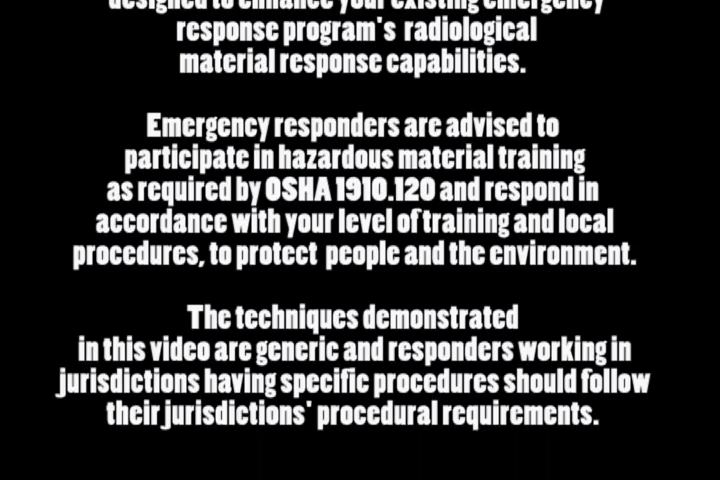 designed to enhance your existing emergency
response program's radiological
material response capabilities.
Emergency responders are advised to
participate in hazardous material training
as required by OSHA 1910.120 and respond in
accordance with your level of training and local
procedures, to protect people and the environment.
The techniques demonstrated
in this video are generic and responders working in
jurisdictions having specific procedures should follow
their jurisdictions' procedural requirements.